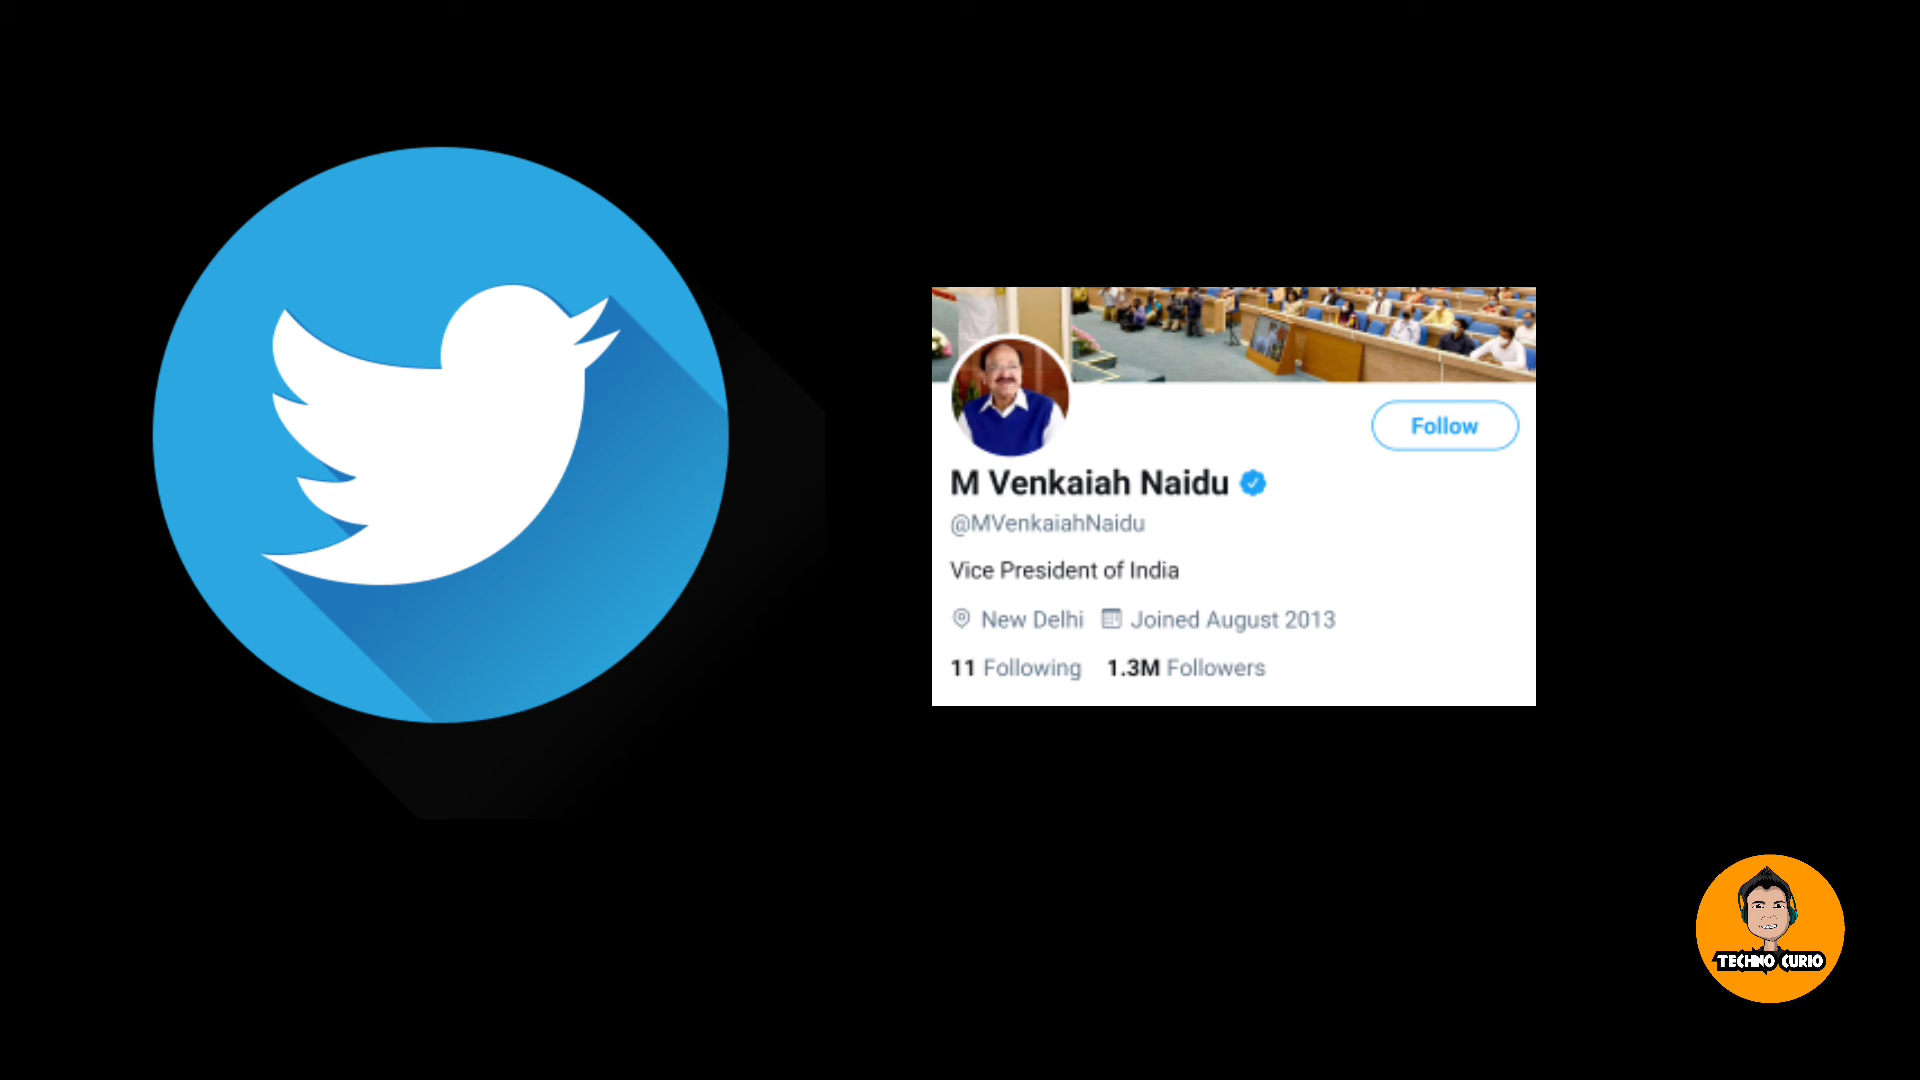 Follow
M Venkaiah Naidu
@MVenkaiahNaidu
Vice President of India
New Delhi Joined August 2013
11 Following 1.3M Followers
TECHNO CURIO